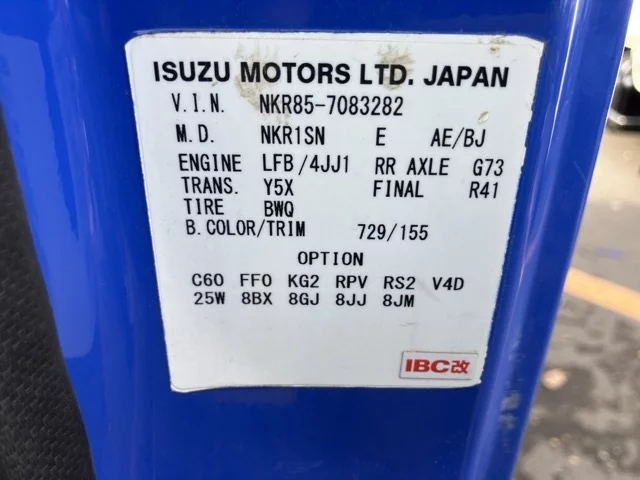 ISUZU MOTORS LTD. JAPAN
V.I.N. NKR85-7083282
M.D. NKR1SN E AE/BJ
ENGINE LFB/4JJ1 RR AXLE G73
TRANS. Y5X FINAL R41
TIRE BWQ
B.COLOR/TRIM 729/155
OPTION
C60 FF0 KG2 RPV RS2 V4D
25W 8BX 8GJ 8JJ 8JM
IBC改